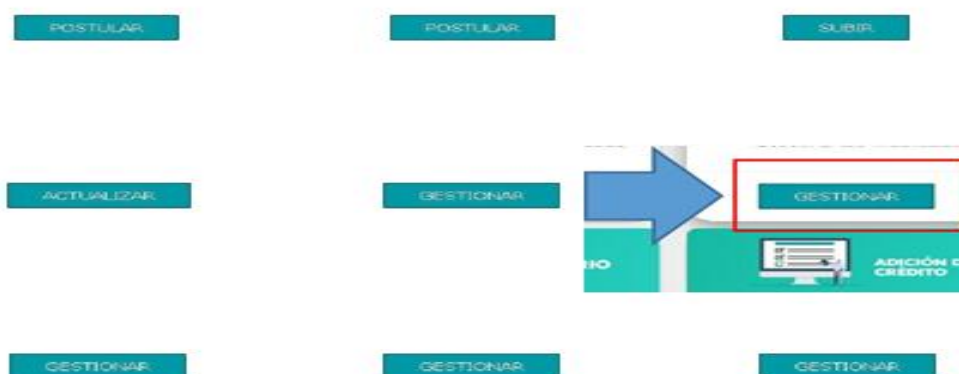 POSTULAR
POSTULAR
SUBIR
ACTUALIZAR
GESTIONAR
GESTIONAR
IO
ADICIÓN D
CRÉDITO
GESTIONAR
GESTIONAR
GESTIONAR